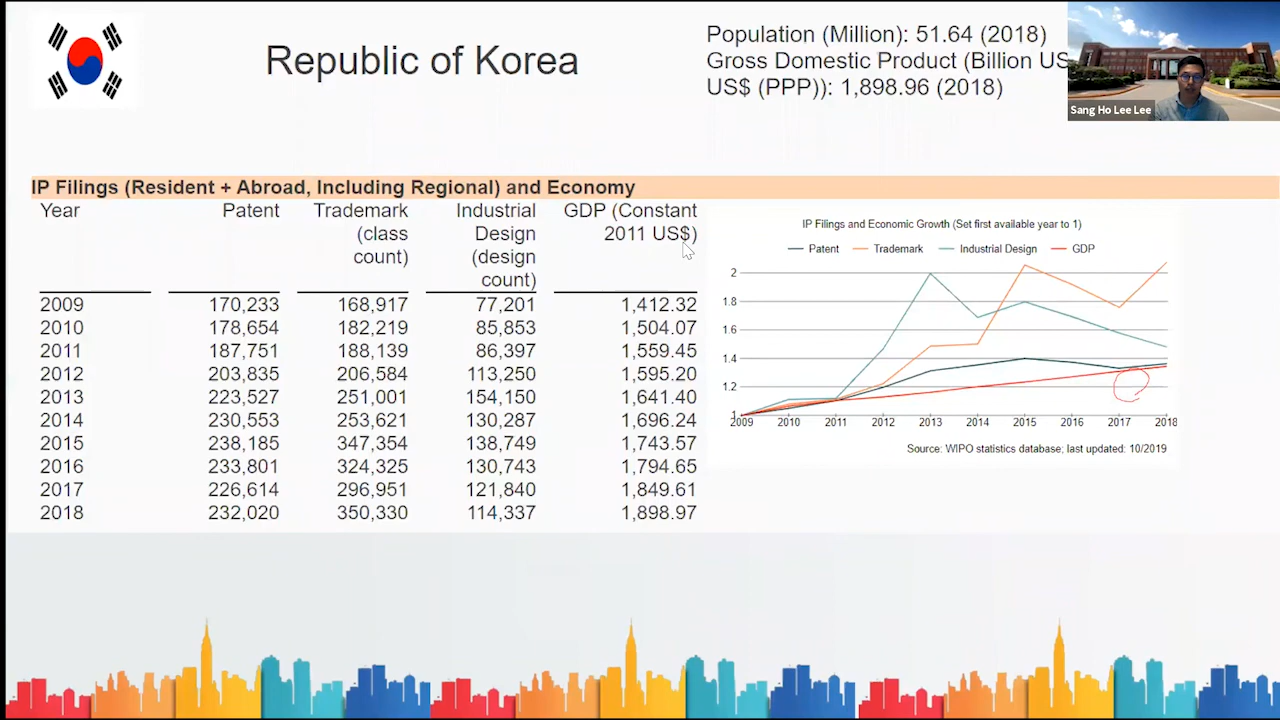 Republic of Korea
Population (Million): 51.64 (2018)
Gross Domestic Product (Billion US
US$ (PPP)): 1,898.96 (2018)
Sang Ho Lee Lee
IP Filings (Resident + Abroad, Including Regional) and Economy
Year Patent Trademark (class count) Industrial Design (design count) GDP (Constant 2011 US$)
2009 170,233 168,917 77,201 1,412.32
2010 178,654 182,219 85,853 1,504.07
2011 187,751 188,139 86,397 1,559.45
2012 203,835 206,584 113,250 1,595.20
2013 223,527 251,001 154,150 1,641.40
2014 230,553 253,621 130,287 1,696.24
2015 238,185 347,354 138,749 1,743.57
2016 233,801 324,325 130,743 1,794.65
2017 226,614 296,951 121,840 1,849.61
2018 232,020 350,330 114,337 1,898.97
IP Filings and Economic Growth (Set first available year to 1)
Patent Trademark Industrial Design GDP
2
1.8
1.6
1.4
1.2
1
2009 2010 2011 2012 2013 2014 2015 2016 2017 2018
Source: WIPO statistics database; last updated: 10/2019